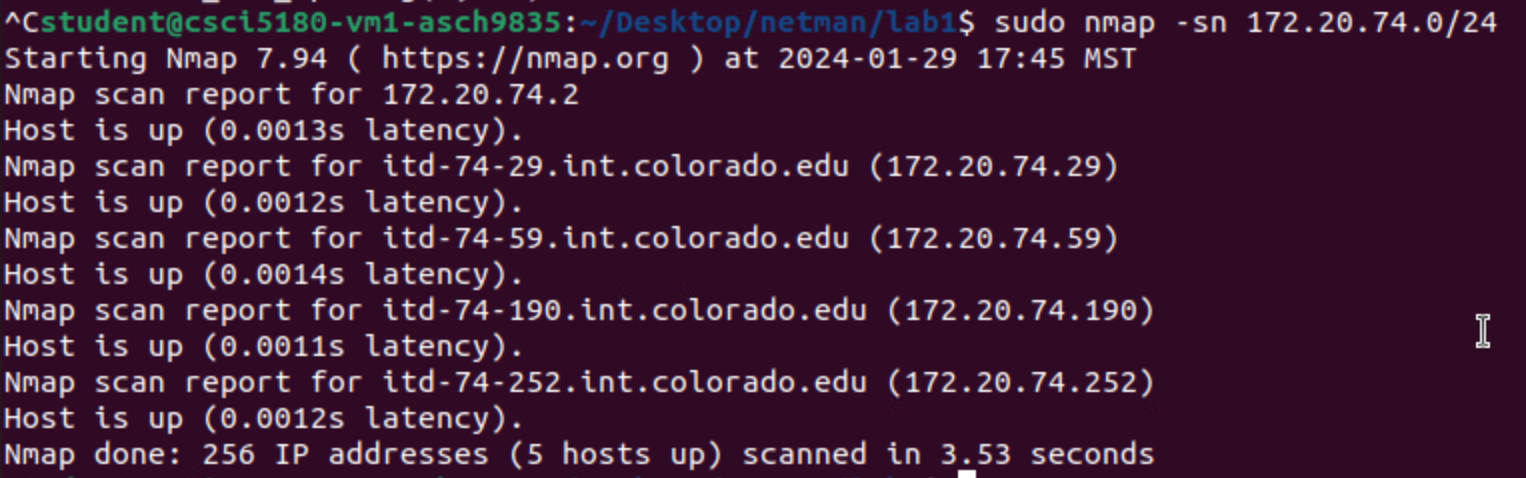 ^Cstudent@csci5180-vm1-asch9835:~/Desktop/netman/lab1$ sudo nmap -sn 172.20.74.0/24
Starting Nmap 7.94 ( https://nmap.org ) at 2024-01-29 17:45 MST
Nmap scan report for 172.20.74.2
Host is up (0.0013s latency).
Nmap scan report for itd-74-29.int.colorado.edu (172.20.74.29)
Host is up (0.0012s latency).
Nmap scan report for itd-74-59.int.colorado.edu (172.20.74.59)
Host is up (0.0014s latency).
Nmap scan report for itd-74-190.int.colorado.edu (172.20.74.190)
Host is up (0.0011s latency).
Nmap scan report for itd-74-252.int.colorado.edu (172.20.74.252)
Host is up (0.0012s latency).
Nmap done: 256 IP addresses (5 hosts up) scanned in 3.53 seconds